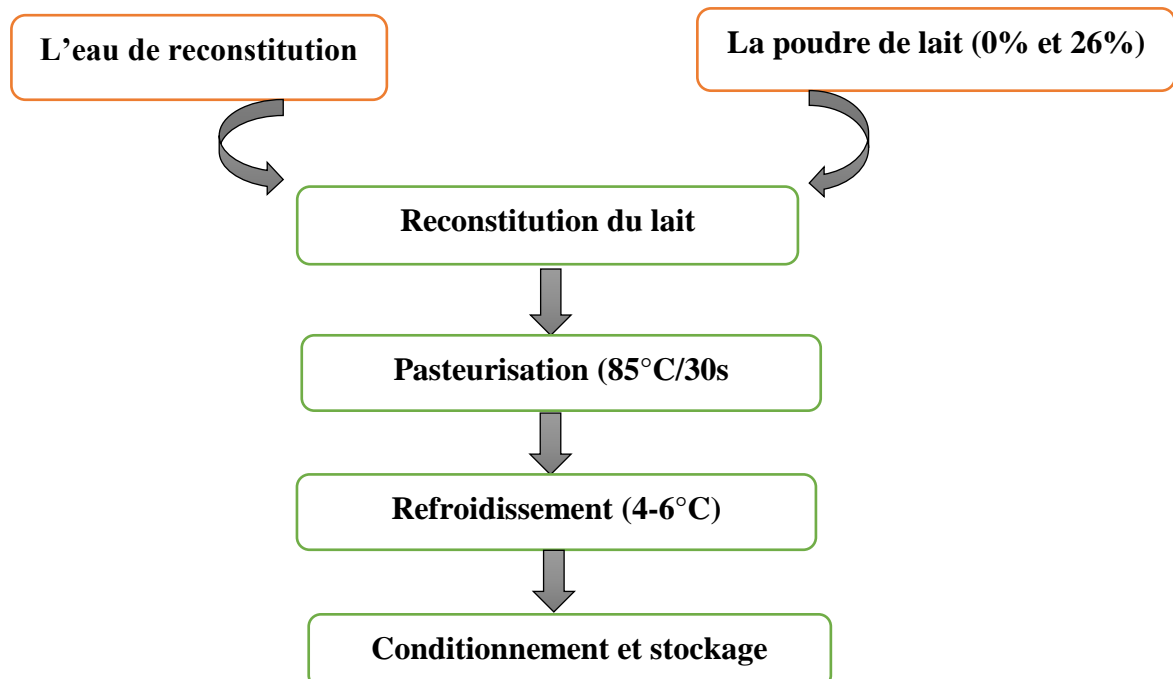 L’eau de reconstitution
La poudre de lait (0% et 26%)
Reconstitution du lait
Pasteurisation (85°C/30s
Refroidissement (4-6°C)
Conditionnement et stockage